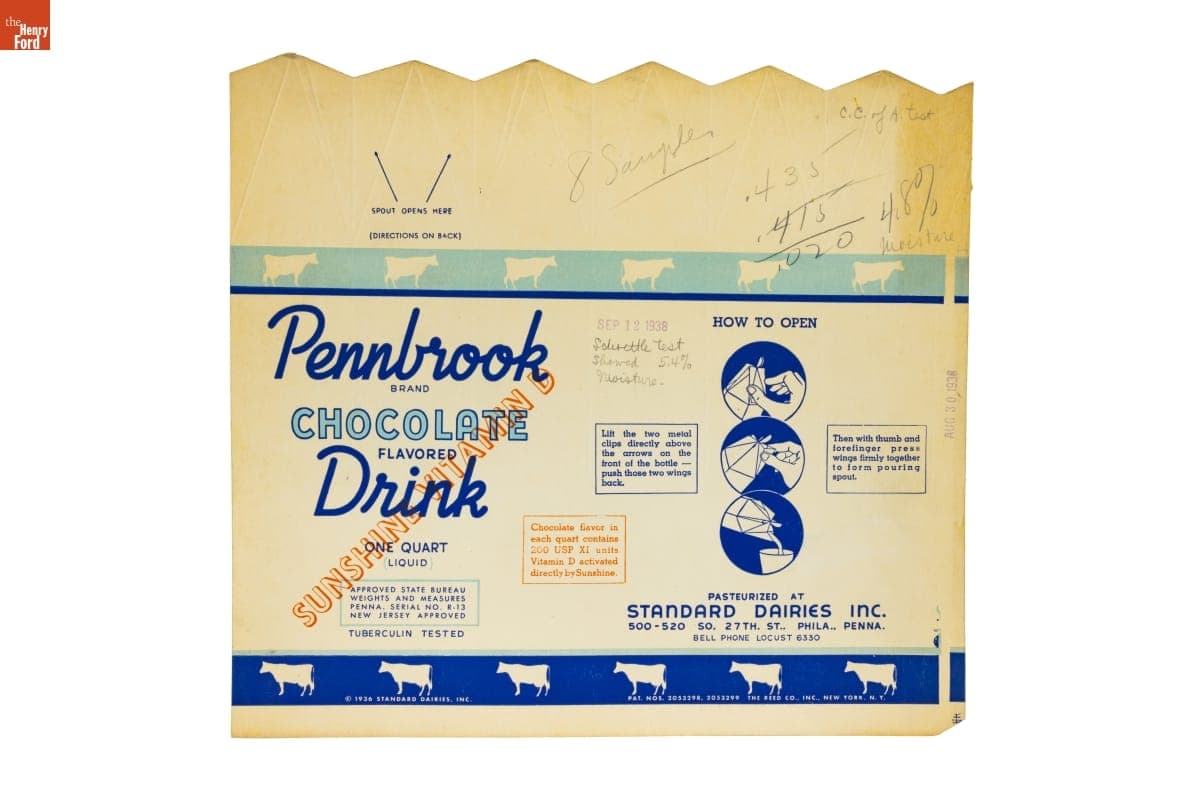 the
Henry
Ford
C.C. of A. test
8 Samples
.435
.415
.020
4.8%
Moisture
SPOUT OPENS HERE
(DIRECTIONS ON BACK)
Pennbrook
BRAND
CHOCOLATE
FLAVORED
Drink
SUNSHINE VITAMIN D
ONE QUART
(LIQUID)
APPROVED STATE BUREAU
WEIGHTS AND MEASURES
PENNA. SERIAL NO. R-13
NEW JERSEY APPROVED
TUBERCULIN TESTED
Chocolate flavor in
each quart contains
200 USP XI units
Vitamin D activated
directly by Sunshine.
SEP 12 1938
test
Showed 5.4%
Moisture-
HOW TO OPEN
Lift the two metal
clips directly above
the arrows on the
front of the bottle —
push those two wings
back.
Then with thumb and
forefinger press
wings firmly together
to form pouring
spout.
AUG 30 1938
PASTEURIZED AT
STANDARD DAIRIES INC.
500-520 SO. 27TH. ST., PHILA., PENNA.
BELL PHONE LOCUST 6330
© 1936 STANDARD DAIRIES, INC.
PAT. NOS. 2053298, 2053299 THE REED CO., INC., NEW YORK, N. Y.